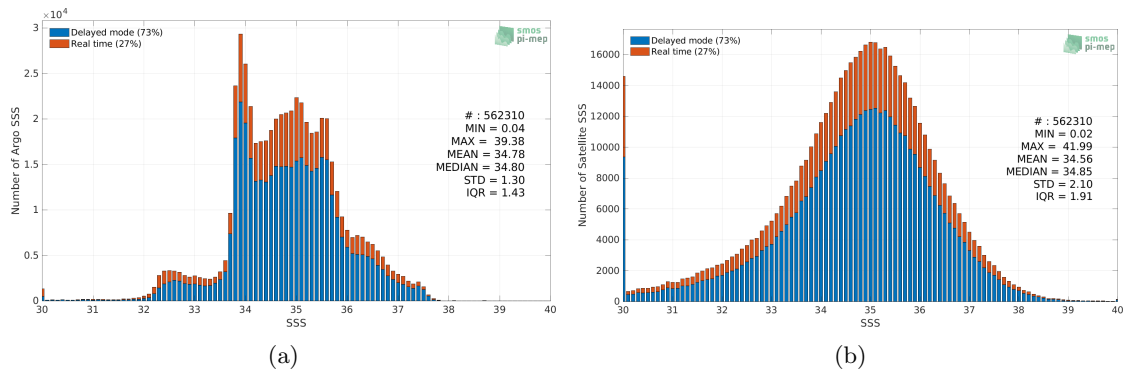 ×10⁴
Delayed mode (73%)
Real time (27%)
smos
pi-mep
Number of Argo SSS
3
2.5
2
1.5
1
0.5
0
# : 562310
MIN = 0.04
MAX = 39.38
MEAN = 34.78
MEDIAN = 34.80
STD = 1.30
IQR = 1.43
30 31 32 33 34 35 36 37 38 39 40
SSS
(a)
Delayed mode (73%)
Real time (27%)
smos
pi-mep
Number of Satellite SSS
16000
14000
12000
10000
8000
6000
4000
2000
0
# : 562310
MIN = 0.02
MAX = 41.99
MEAN = 34.56
MEDIAN = 34.85
STD = 2.10
IQR = 1.91
30 31 32 33 34 35 36 37 38 39 40
SSS
(b)